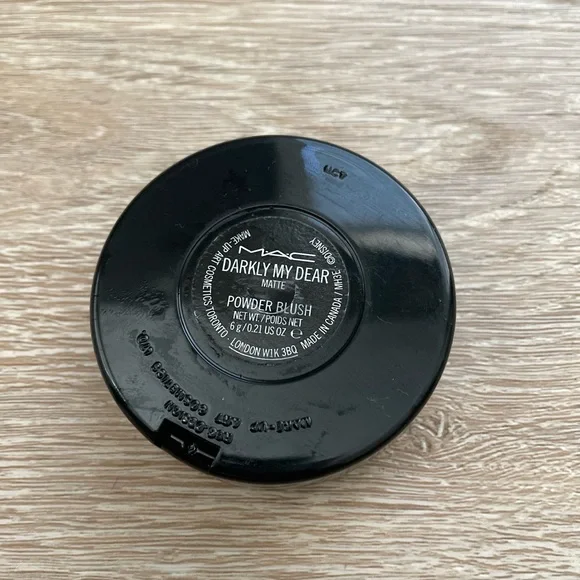 MAC
DARKLY MY DEAR
MATTE
POWDER BLUSH
NET WT./POIDS NET
6 g/0.21 US OZ ℮
MAKE-UP ART COSMETICS TORONTO · LONDON W1K 3BQ MADE IN CANADA / MH3E ©DISNEY